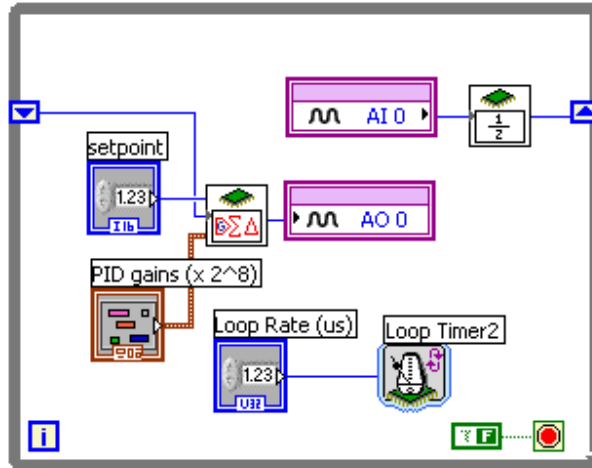 AI 0
1
2
setpoint
1.23
I16
AO 0
PID gains (x 2^8)
Loop Rate (us)
Loop Timer2
1.23
U32
i
F